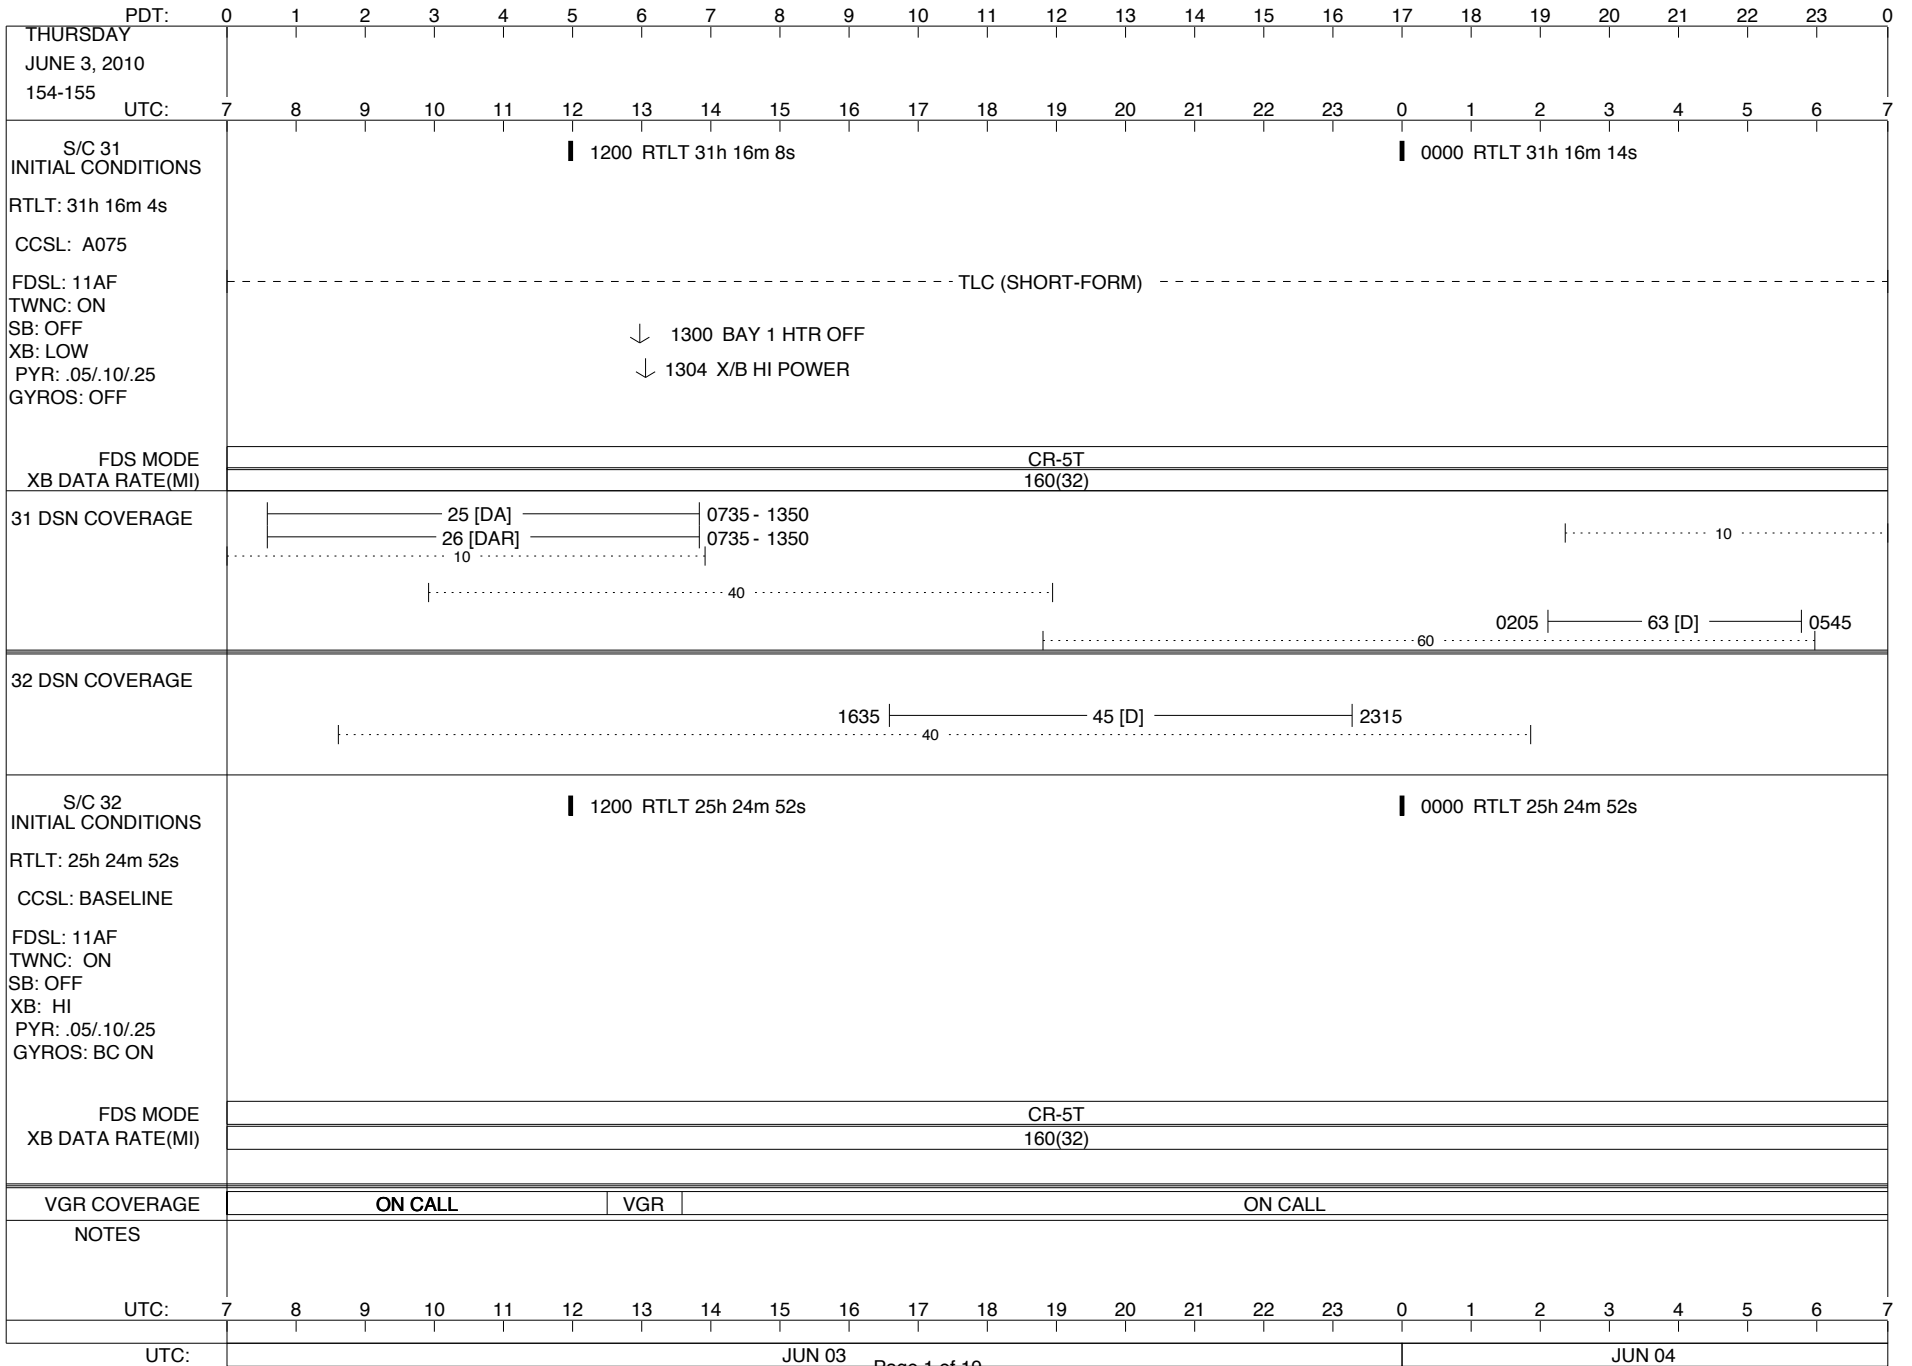 PDT: 0 1 2 3 4 5 6 7 8 9 10 11 12 13 14 15 16 17 18 19 20 21 22 23 0
THURSDAY
JUNE 3, 2010
154-155
UTC: 7 8 9 10 11 12 13 14 15 16 17 18 19 20 21 22 23 0 1 2 3 4 5 6 7
S/C 31
INITIAL CONDITIONS
1200 RTLT 31h 16m 8s
0000 RTLT 31h 16m 14s
RTLT: 31h 16m 4s
CCSL: A075
FDSL: 11AF
TLC (SHORT-FORM)
TWNC: ON
SB: OFF
1300 BAY 1 HTR OFF
XB: LOW
PYR: .05/.10/.25
1304 X/B HI POWER
GYROS: OFF
FDS MODE CR-5T
XB DATA RATE(MI) 160(32)
31 DSN COVERAGE
25 [DA] 0735 - 1350
26 [DAR] 0735 - 1350
10
10
40
0205 63 [D] 0545
60
32 DSN COVERAGE
1635 45 [D] 2315
40
S/C 32
INITIAL CONDITIONS
1200 RTLT 25h 24m 52s
0000 RTLT 25h 24m 52s
RTLT: 25h 24m 52s
CCSL: BASELINE
FDSL: 11AF
TWNC: ON
SB: OFF
XB: HI
PYR: .05/.10/.25
GYROS: BC ON
FDS MODE CR-5T
XB DATA RATE(MI) 160(32)
VGR COVERAGE ON CALL VGR ON CALL
NOTES
UTC: 7 8 9 10 11 12 13 14 15 16 17 18 19 20 21 22 23 0 1 2 3 4 5 6 7
UTC: JUN 03 JUN 04
Page 1 of 19